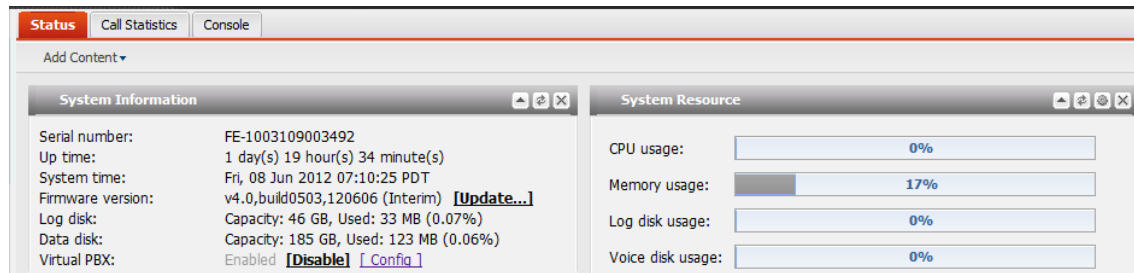 Status Call Statistics Console
Add Content
System Information
Serial number: FE-1003109003492
Up time: 1 day(s) 19 hour(s) 34 minute(s)
System time: Fri, 08 Jun 2012 07:10:25 PDT
Firmware version: v4.0,build0503,120606 (Interim) [Update...]
Log disk: Capacity: 46 GB, Used: 33 MB (0.07%)
Data disk: Capacity: 185 GB, Used: 123 MB (0.06%)
Virtual PBX: Enabled [Disable] [ Config ]
System Resource
CPU usage: 0%
Memory usage: 17%
Log disk usage: 0%
Voice disk usage: 0%